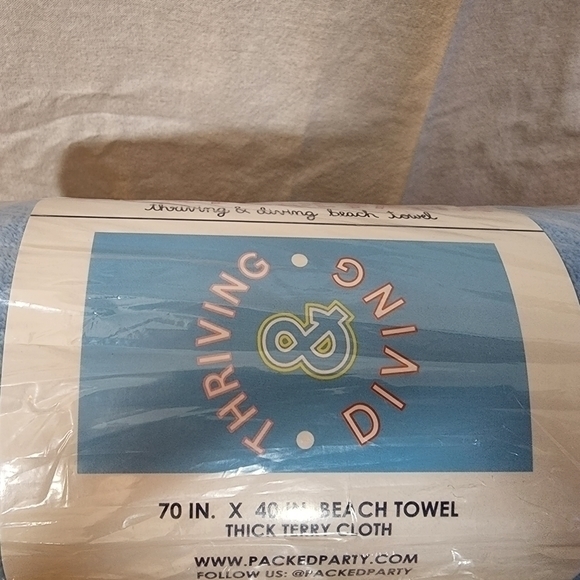 thriving & diving beach towel
THRIVING
&
DIVING
70 IN. X 40 IN. BEACH TOWEL
THICK TERRY CLOTH
WWW.PACKEDPARTY.COM
FOLLOW US: @PACKEDPARTY